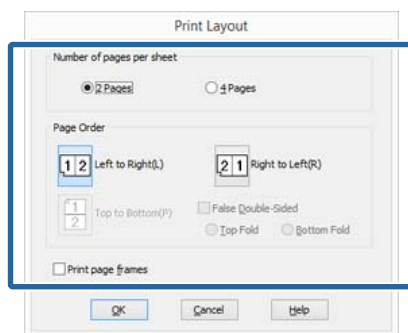 Print Layout
Number of pages per sheet
2 Pages 4 Pages
Page Order
1 2 Left to Right(L) 2 1 Right to Left(R)
1
2
Top to Bottom(P) False Double-Sided
Top Fold Bottom Fold
Print page frames
OK Cancel Help